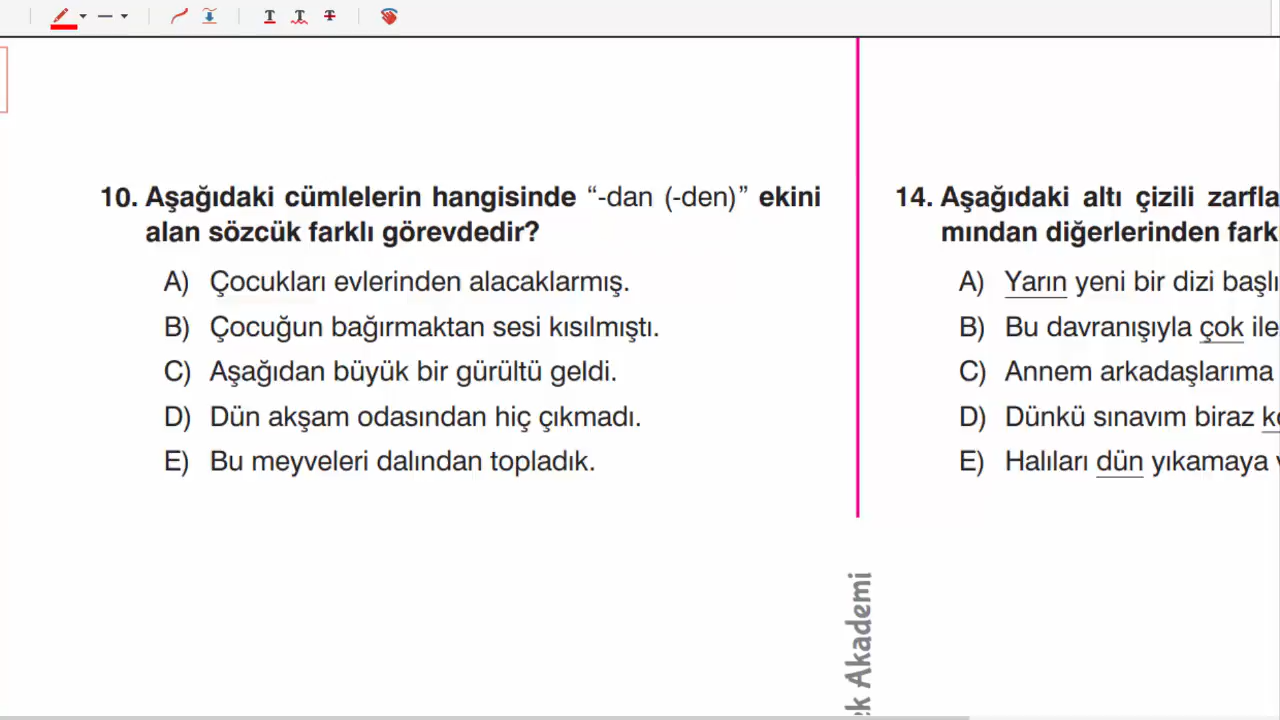 10. Aşağıdaki cümlelerin hangisinde “-dan (-den)” ekini
alan sözcük farklı görevdedir?
A) Çocukları evlerinden alacaklarmış.
B) Çocuğun bağırmaktan sesi kısılmıştı.
C) Aşağıdan büyük bir gürültü geldi.
D) Dün akşam odasından hiç çıkmadı.
E) Bu meyveleri dalından topladık.
14. Aşağıdaki altı çizili
mından diğerlerinden
A) Yarın yeni bir dizi
B) Bu davranışıyla çok
C) Annem arkadaşlarıma
D) Dünkü sınavım biraz
E) Halıları dün yıkamaya
Akademi